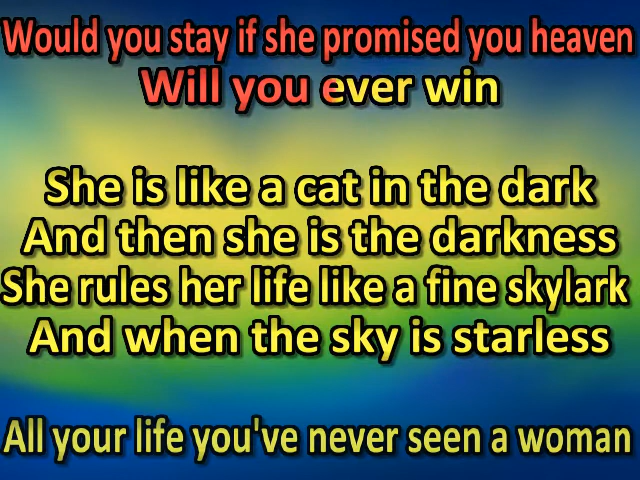 Would you stay if she promised you heaven
Will you ever win
She is like a cat in the dark
And then she is the darkness
She rules her life like a fine skylark
And when the sky is starless
All your life you've never seen a woman